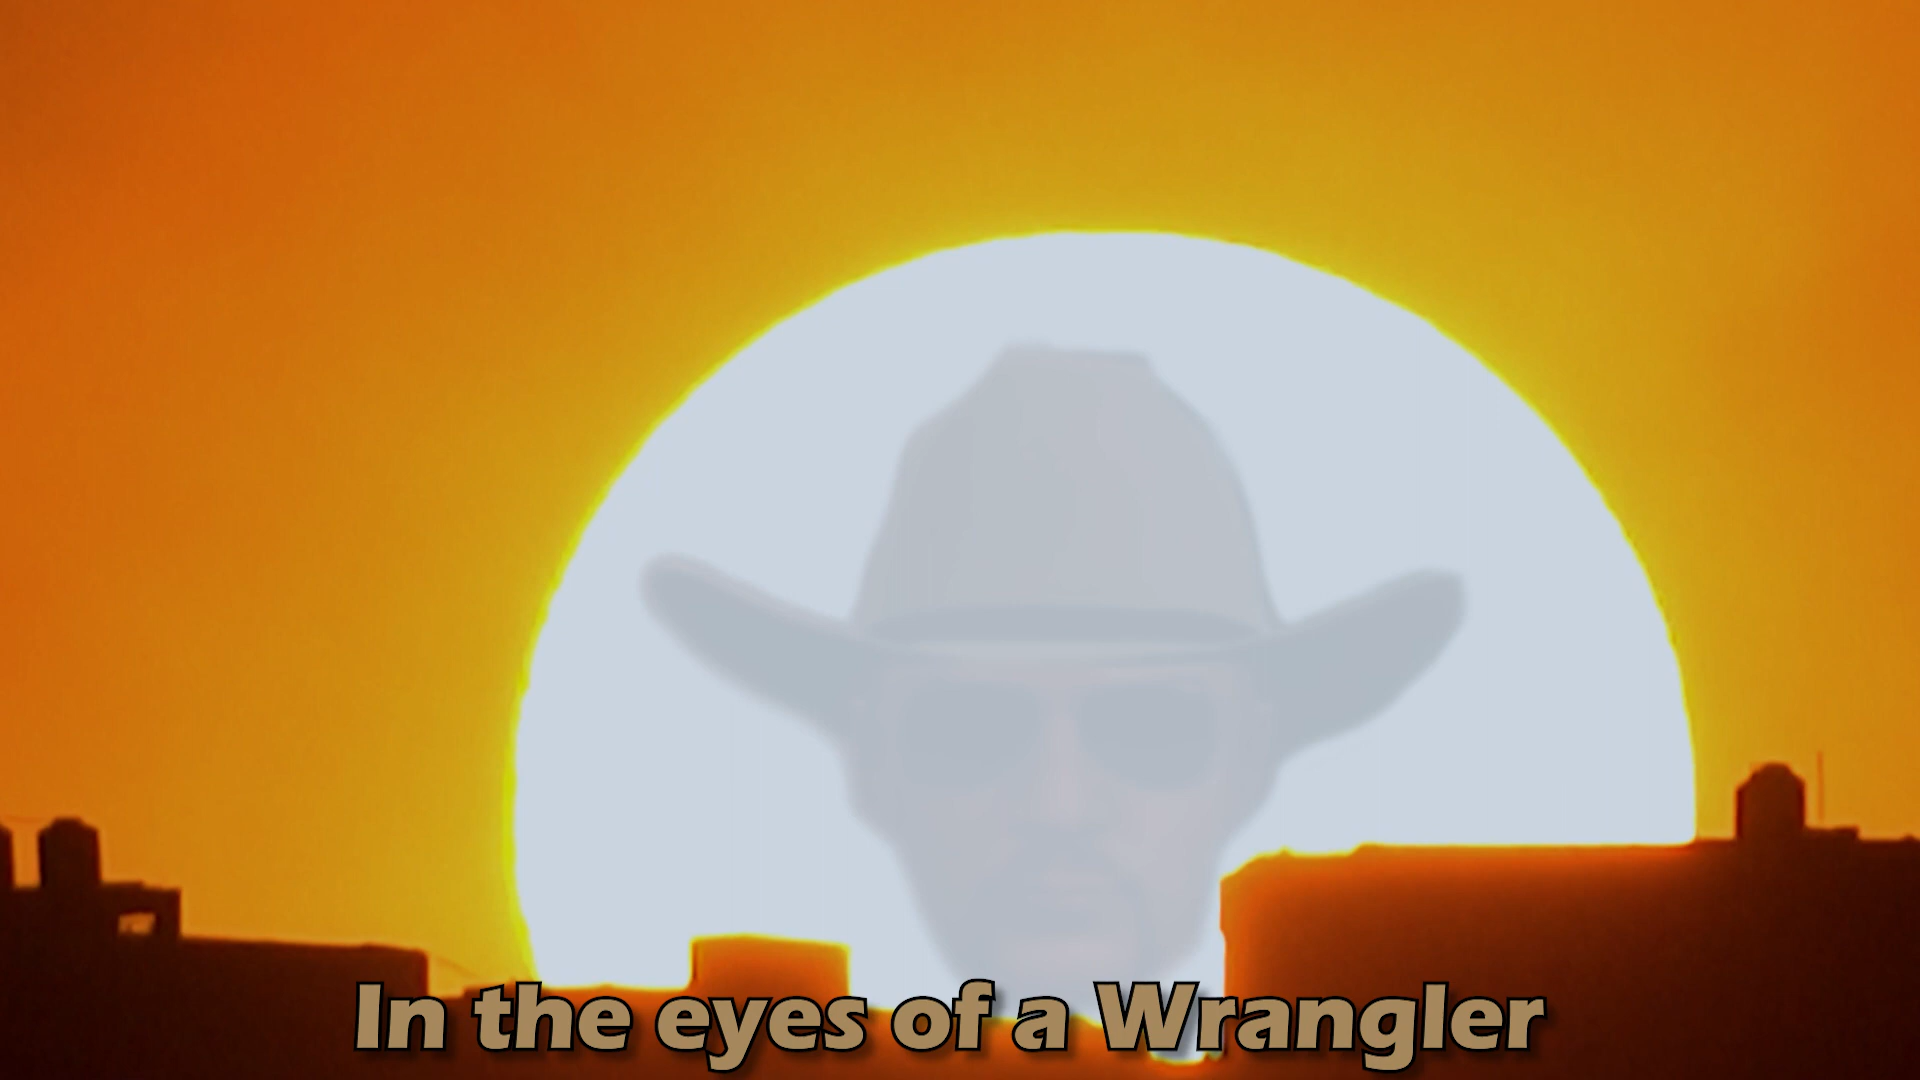 In the eyes of a Wrangler